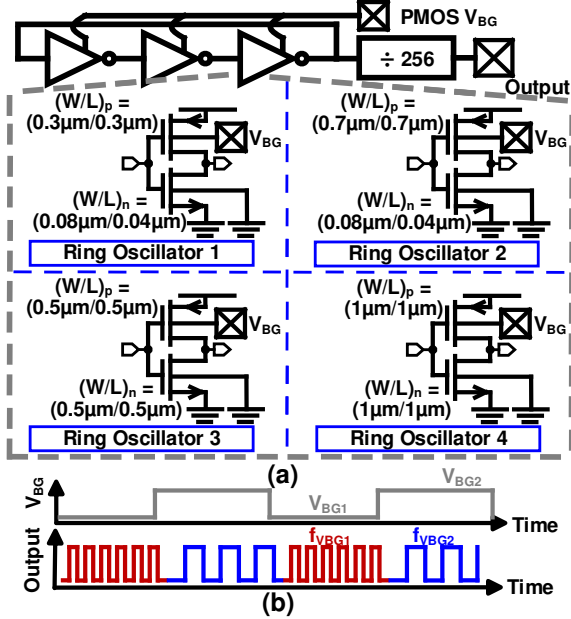 PMOS V_BG
÷ 256
Output
(W/L)p =
(0.3μm/0.3μm)
V_BG
(W/L)n =
(0.08μm/0.04μm)
Ring Oscillator 1
(W/L)p =
(0.7μm/0.7μm)
V_BG
(W/L)n =
(0.08μm/0.04μm)
Ring Oscillator 2
(W/L)p =
(0.5μm/0.5μm)
V_BG
(W/L)n =
(0.5μm/0.5μm)
Ring Oscillator 3
(W/L)p =
(1μm/1μm)
V_BG
(W/L)n =
(1μm/1μm)
Ring Oscillator 4
(a)
V_BG
V_BG1
V_BG2
Time
Output
f_VBG1
f_VBG2
Time
(b)